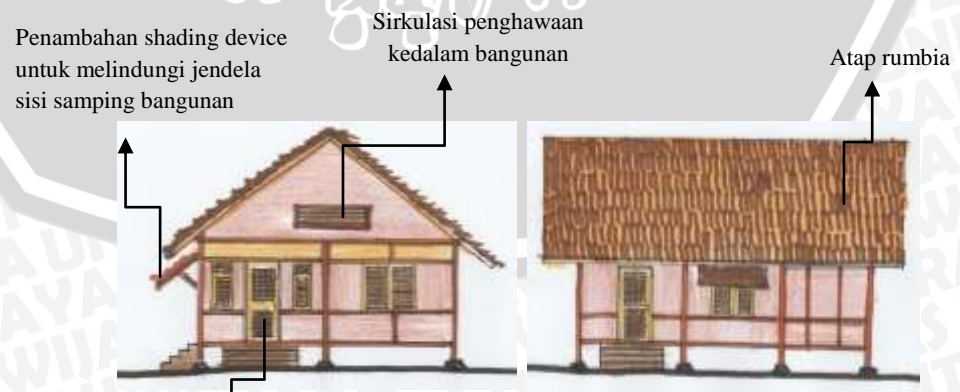 Penambahan shading device
untuk melindungi jendela
sisi samping bangunan
Sirkulasi penghawaan
kedalam bangunan
Atap rumbia